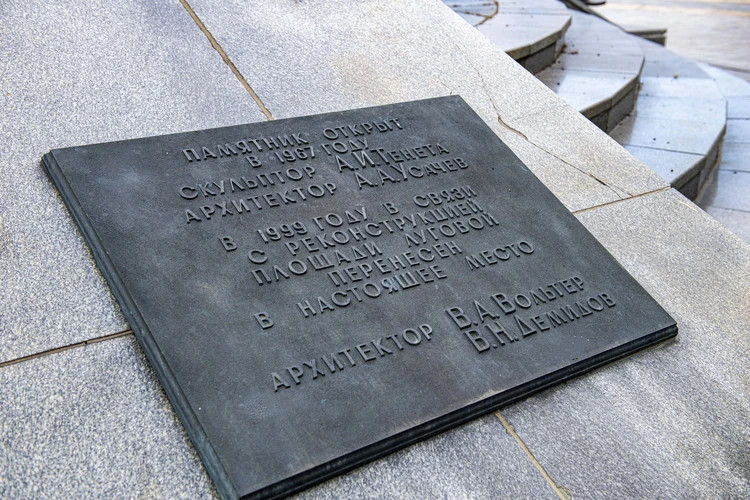 ПАМЯТНИК ОТКРЫТ
В 1967 ГОДУ
СКУЛЬПТОР А.И.ТЕНЕТА
АРХИТЕКТОР А.А.УСАЧЕВ
В 1999 ГОДУ В СВЯЗИ
С РЕКОНСТРУКЦИЕЙ
ПЛОЩАДИ ЛУГОВОЙ
ПЕРЕНЕСЕН
В НАСТОЯЩЕЕ МЕСТО
АРХИТЕКТОР В.А.ВОЛЬТЕР
В.Н.ДЕМИДОВ